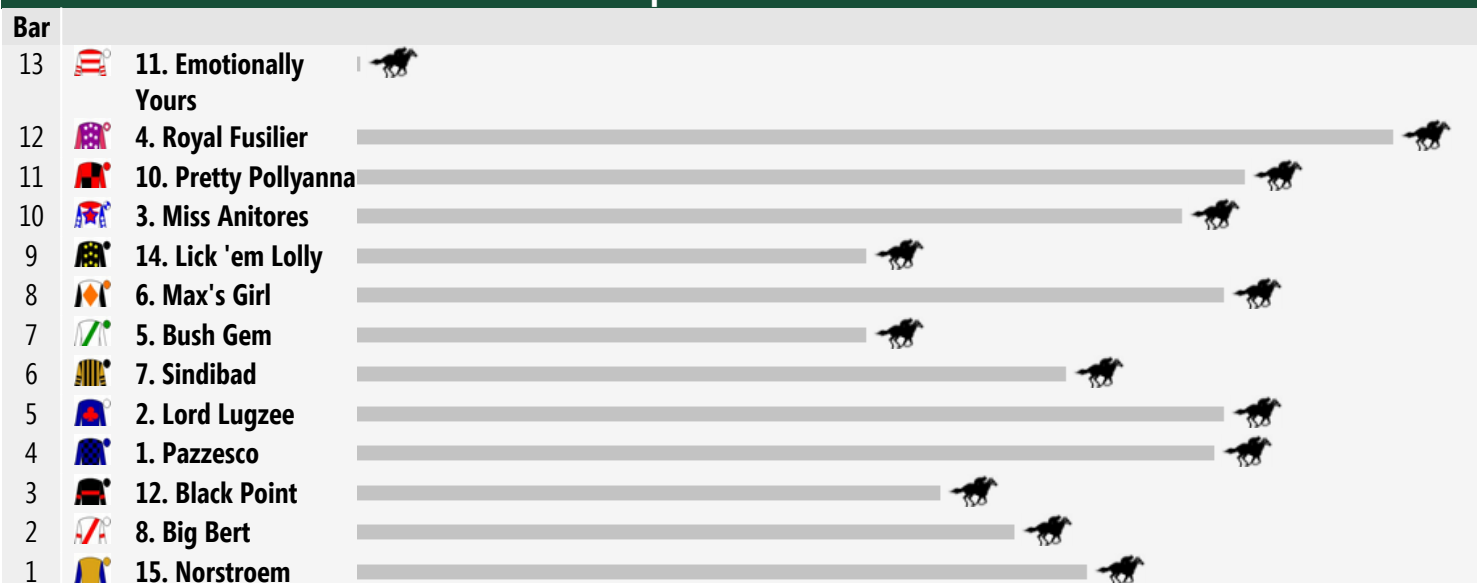 Bar
13 11. Emotionally
Yours
12 4. Royal Fusilier
11 10. Pretty Pollyanna
10 3. Miss Anitores
9 14. Lick 'em Lolly
8 6. Max's Girl
7 5. Bush Gem
6 7. Sindibad
5 2. Lord Lugzee
4 1. Pazzesco
3 12. Black Point
2 8. Big Bert
1 15. Norstroem